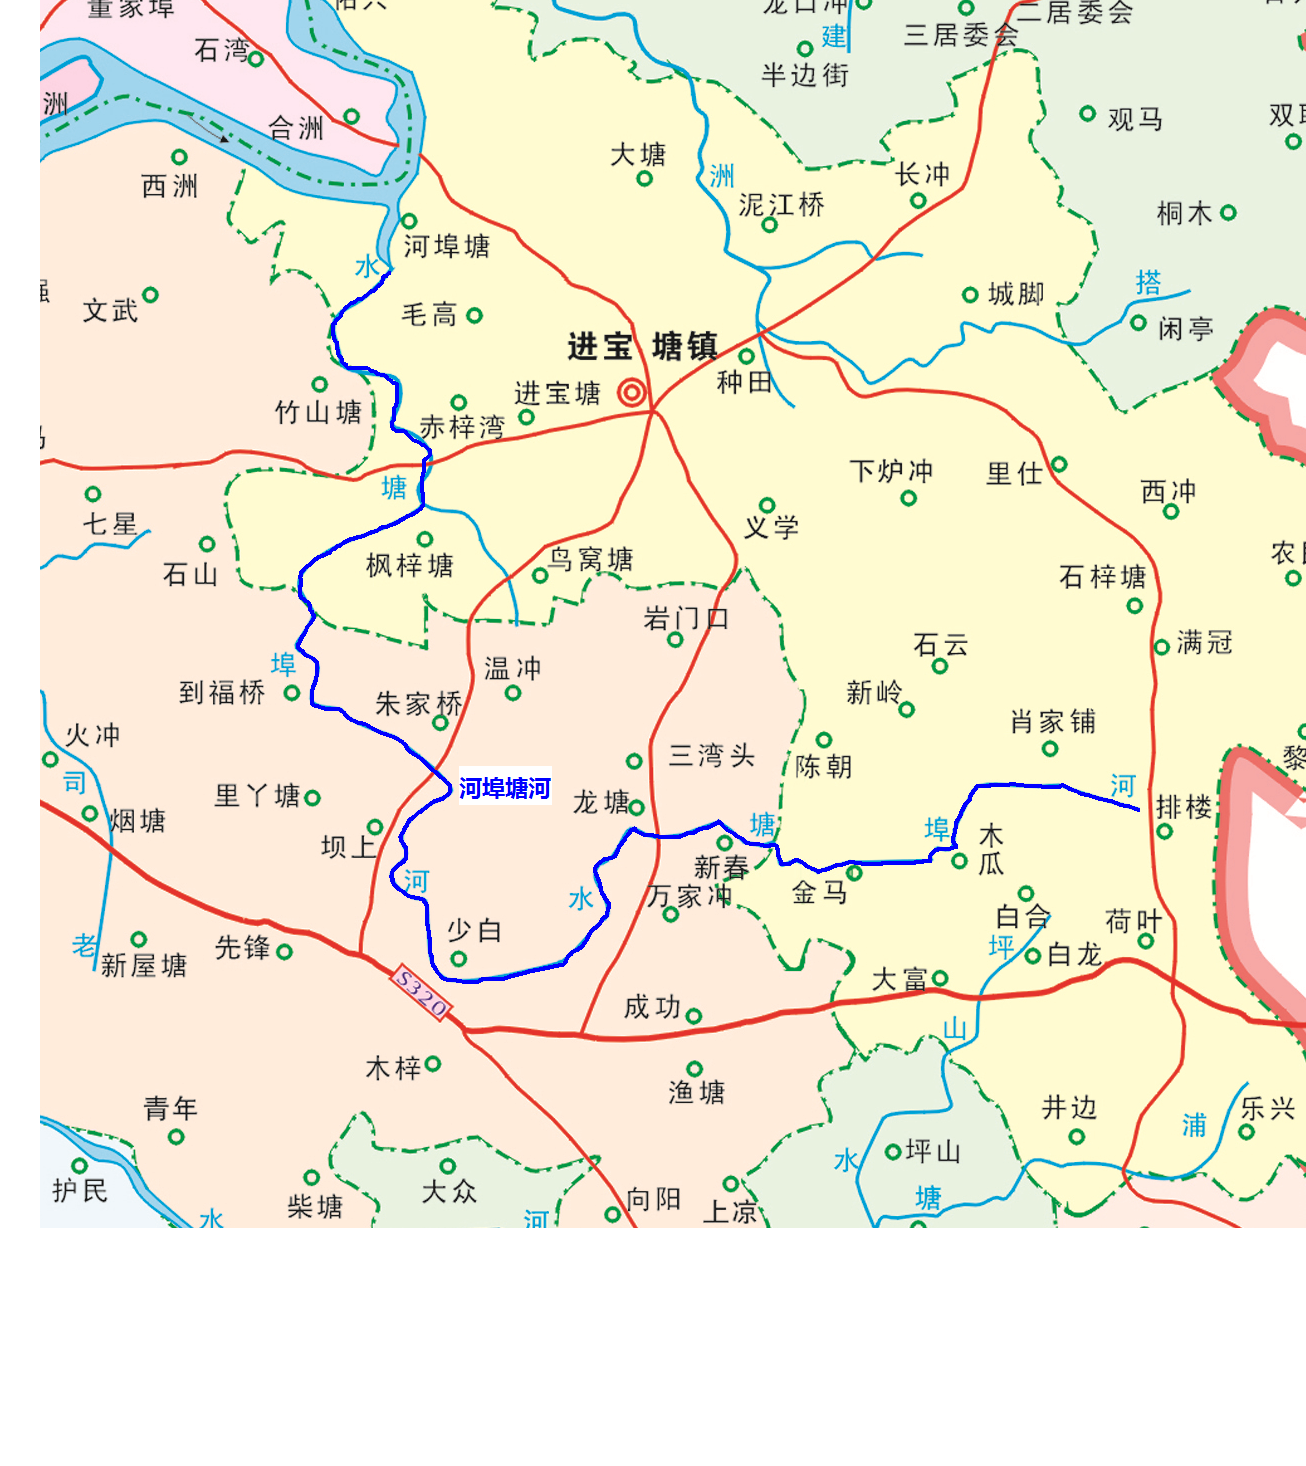 董家埠
石湾
洲
合洲
西洲
文武
水
河埠塘
毛高
竹山塘
赤梓湾
进宝塘
进宝塘镇
大塘
洲
泥江桥
长冲
半边街
建
三居委会
二居委会
观马
桐木
搭
城脚
闲亭
种田
七星
石山
塘
枫梓塘
鸟窝塘
义学
下炉冲
里仕
西冲
石梓塘
岩门口
石云
满冠
埠
到福桥
温冲
朱家桥
新岭
肖家铺
火冲
司
烟塘
里丫塘
河埠塘河
三湾头
陈朝
龙塘
塘
埠
河
排楼
坝上
河
新春
木瓜
金马
水
万家冲
白合
荷叶
少白
老
新屋塘
先锋
坪
白龙
大富
S320
成功
山
木梓
渔塘
青年
井边
浦
乐兴
护民
水
柴塘
大众
河
向阳
上凉
水
坪山
塘